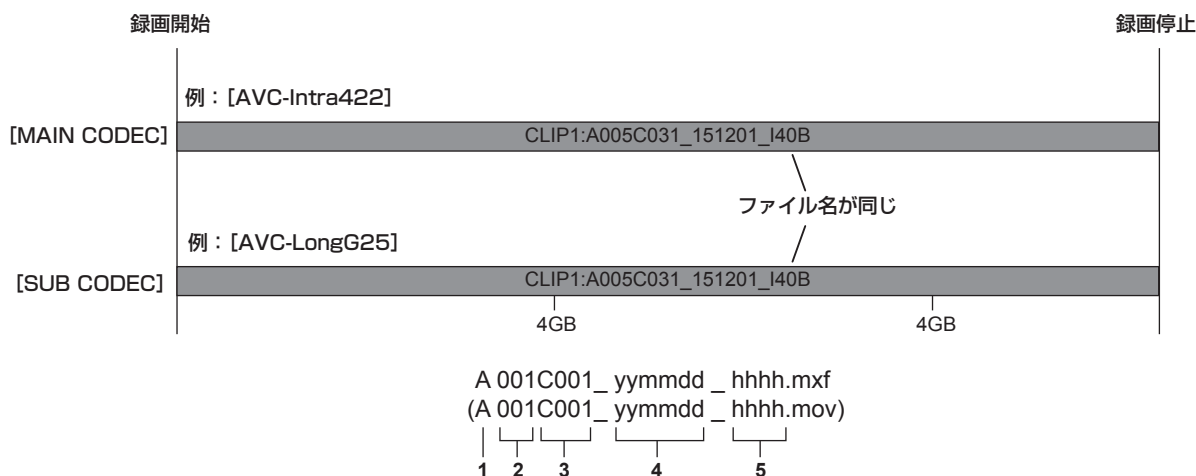 録画開始 録画停止
例：[AVC-Intra422]
[MAIN CODEC] CLIP1:A005C031_151201_I40B
ファイル名が同じ
例：[AVC-LongG25]
[SUB CODEC] CLIP1:A005C031_151201_I40B
4GB 4GB
A 001C001_ yymmdd _ hhhh.mxf
(A 001C001_ yymmdd _ hhhh.mov)
1 2 3 4 5